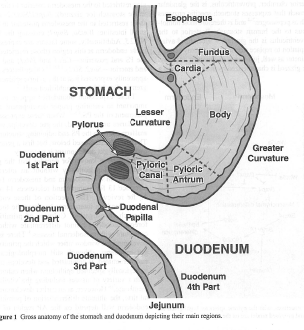 Esophagus
Fundus
Cardia
STOMACH
Lesser
Curvature
Body
Pylorus
Greater
Curvature
Duodenum
1st Part
Pyloric
Canal
Pyloric
Antrum
Duodenum
2nd Part
Duodenal
Papilla
DUODENUM
Duodenum
3rd Part
Duodenum
4th Part
Jejunum
gure 1 Gross anatomy of the stomach and duodenum depicting their main regions.